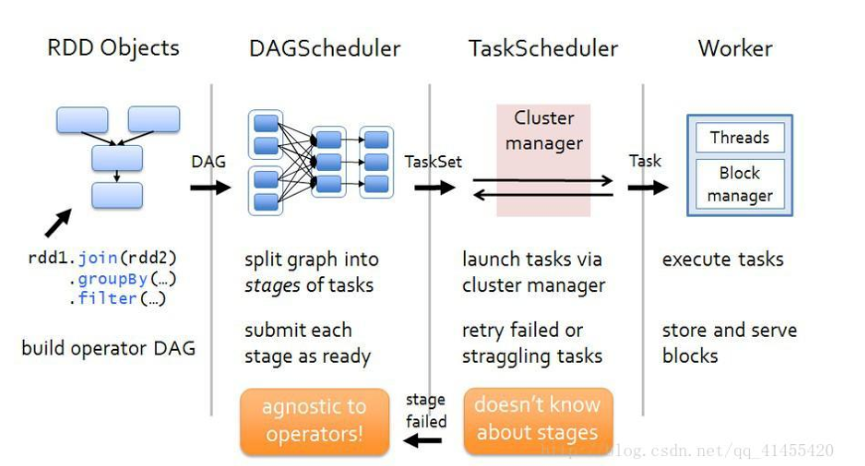 RDD Objects
DAGScheduler
TaskScheduler
Worker
DAG
TaskSet
Cluster
manager
Task
Threads
Block
manager
rdd1.join(rdd2)
.groupBy(…)
.filter(…)
build operator DAG
split graph into
stages of tasks
submit each
stage as ready
launch tasks via
cluster manager
retry failed or
straggling tasks
execute tasks
store and serve
blocks
agnostic to
operators!
stage
failed
doesn't know
about stages
http://blog.csdn.net/qq_41455420